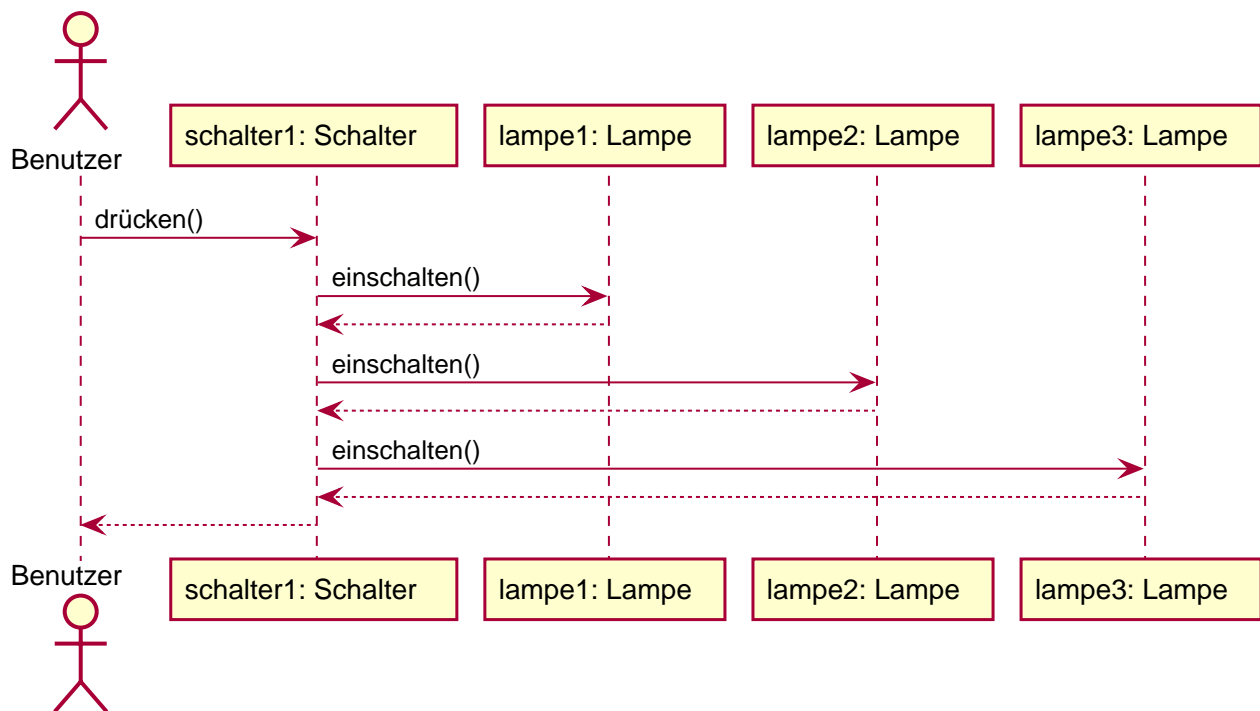 Benutzer
schalter1: Schalter
lampe1: Lampe
lampe2: Lampe
lampe3: Lampe
drücken()
einschalten()
einschalten()
einschalten()
Benutzer
schalter1: Schalter
lampe1: Lampe
lampe2: Lampe
lampe3: Lampe